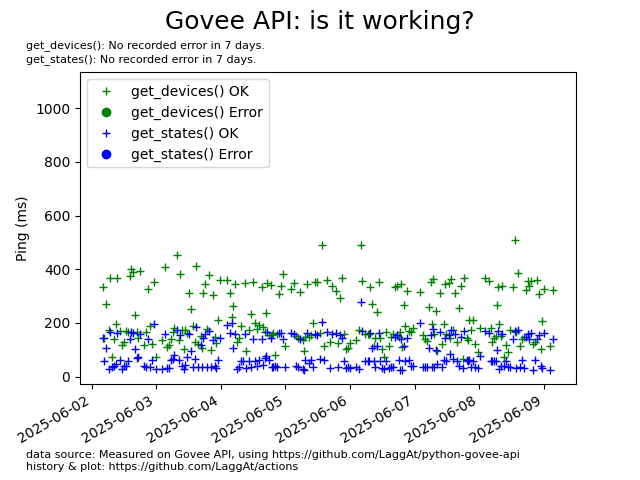 Govee API: is it working?
get_devices(): No recorded error in 7 days.
get_states(): No recorded error in 7 days.
get_devices() OK
get_devices() Error
get_states() OK
get_states() Error
Ping (ms)
1000
800
600
400
200
0
2025-06-02
2025-06-03
2025-06-04
2025-06-05
2025-06-06
2025-06-07
2025-06-08
2025-06-09
data source: Measured on Govee API, using https://github.com/LaggAt/python-govee-api
history & plot: https://github.com/LaggAt/actions